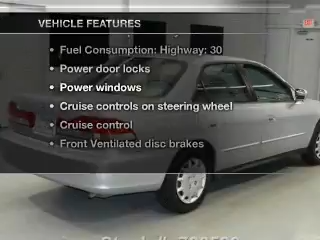 VEHICLE FEATURES
• Fuel Consumption: Highway: 30
• Power door locks
• Power windows
• Cruise controls on steering wheel
• Cruise control
• Front Ventilated disc brakes